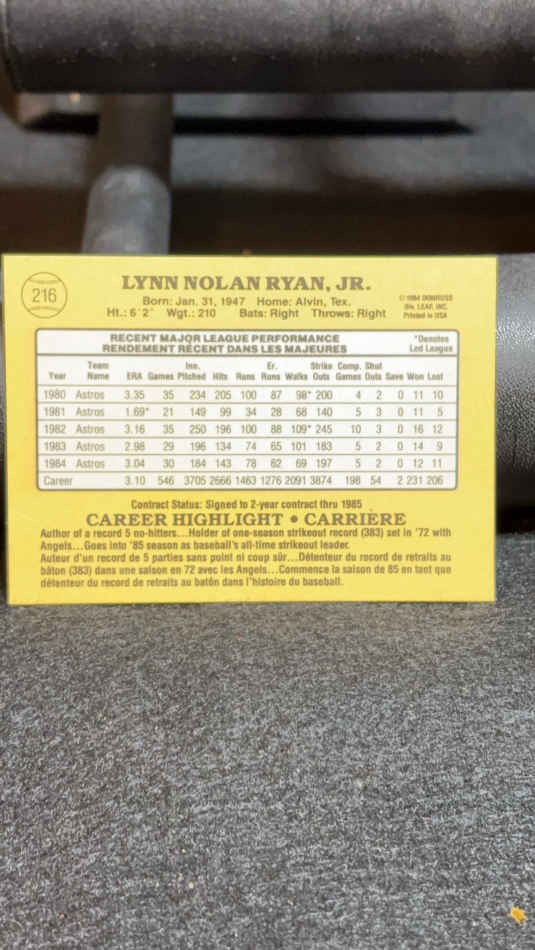 216
LYNN NOLAN RYAN, JR.
Born: Jan. 31, 1947 Home: Alvin, Tex.
Ht.: 6'2" Wgt.: 210 Bats: Right Throws: Right
© 1984 DONRUSS
Div. LEAF, INC.
Printed in USA
RECENT MAJOR LEAGUE PERFORMANCE
RENDEMENT RÉCENT DANS LES MAJEURES
*Denotes
Led League
Year Team Name ERA Games Inn. Pitched Hits Runs Er. Runs Walks Strike Outs Comp. Games Shut Outs Save Won Lost
1980 Astros 3.35 35 234 205 100 87 98* 200 4 2 0 11 10
1981 Astros 1.69* 21 149 99 34 28 68 140 5 3 0 11 5
1982 Astros 3.16 35 250 196 100 88 109* 245 10 3 0 16 12
1983 Astros 2.98 29 196 134 74 65 101 183 5 2 0 14 9
1984 Astros 3.04 30 184 143 78 62 69 197 5 2 0 12 11
Career 3.10 546 3705 2666 1463 1276 2091 3874 198 54 2 231 206
Contract Status: Signed to 2-year contract thru 1985
CAREER HIGHLIGHT • CARRIÈRE
Author of a record 5 no-hitters...Holder of one-season strikeout record (383) set in '72 with
Angels...Goes into '85 season as baseball's all-time strikeout leader.
Auteur d'un record de 5 parties sans point ni coup sûr...Détenteur du rocord de retraits au
bâton (383) dans une saison en 72 avec les Angels...Commence la saison de 85 en tant que
détenteur du record de retraits au batôn dans l'histoire du baseball.